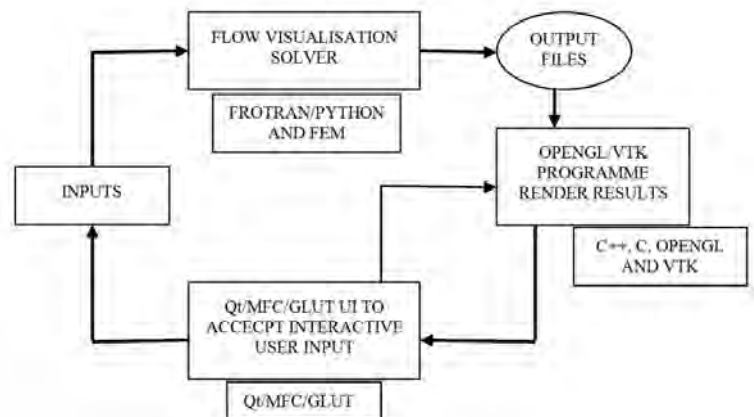 FLOW VISUALISATION
SOLVER
OUTPUT
FILES
FROTRAN/PYTHON
AND FEM
INPUTS
OPENGL/VTK
PROGRAMME
RENDER RESULTS
C++, C, OPENGL
AND VTK
Qt/MFC/GLUT UI TO
ACCECPT INTERACTIVE
USER INPUT
Qt/MFC/GLUT